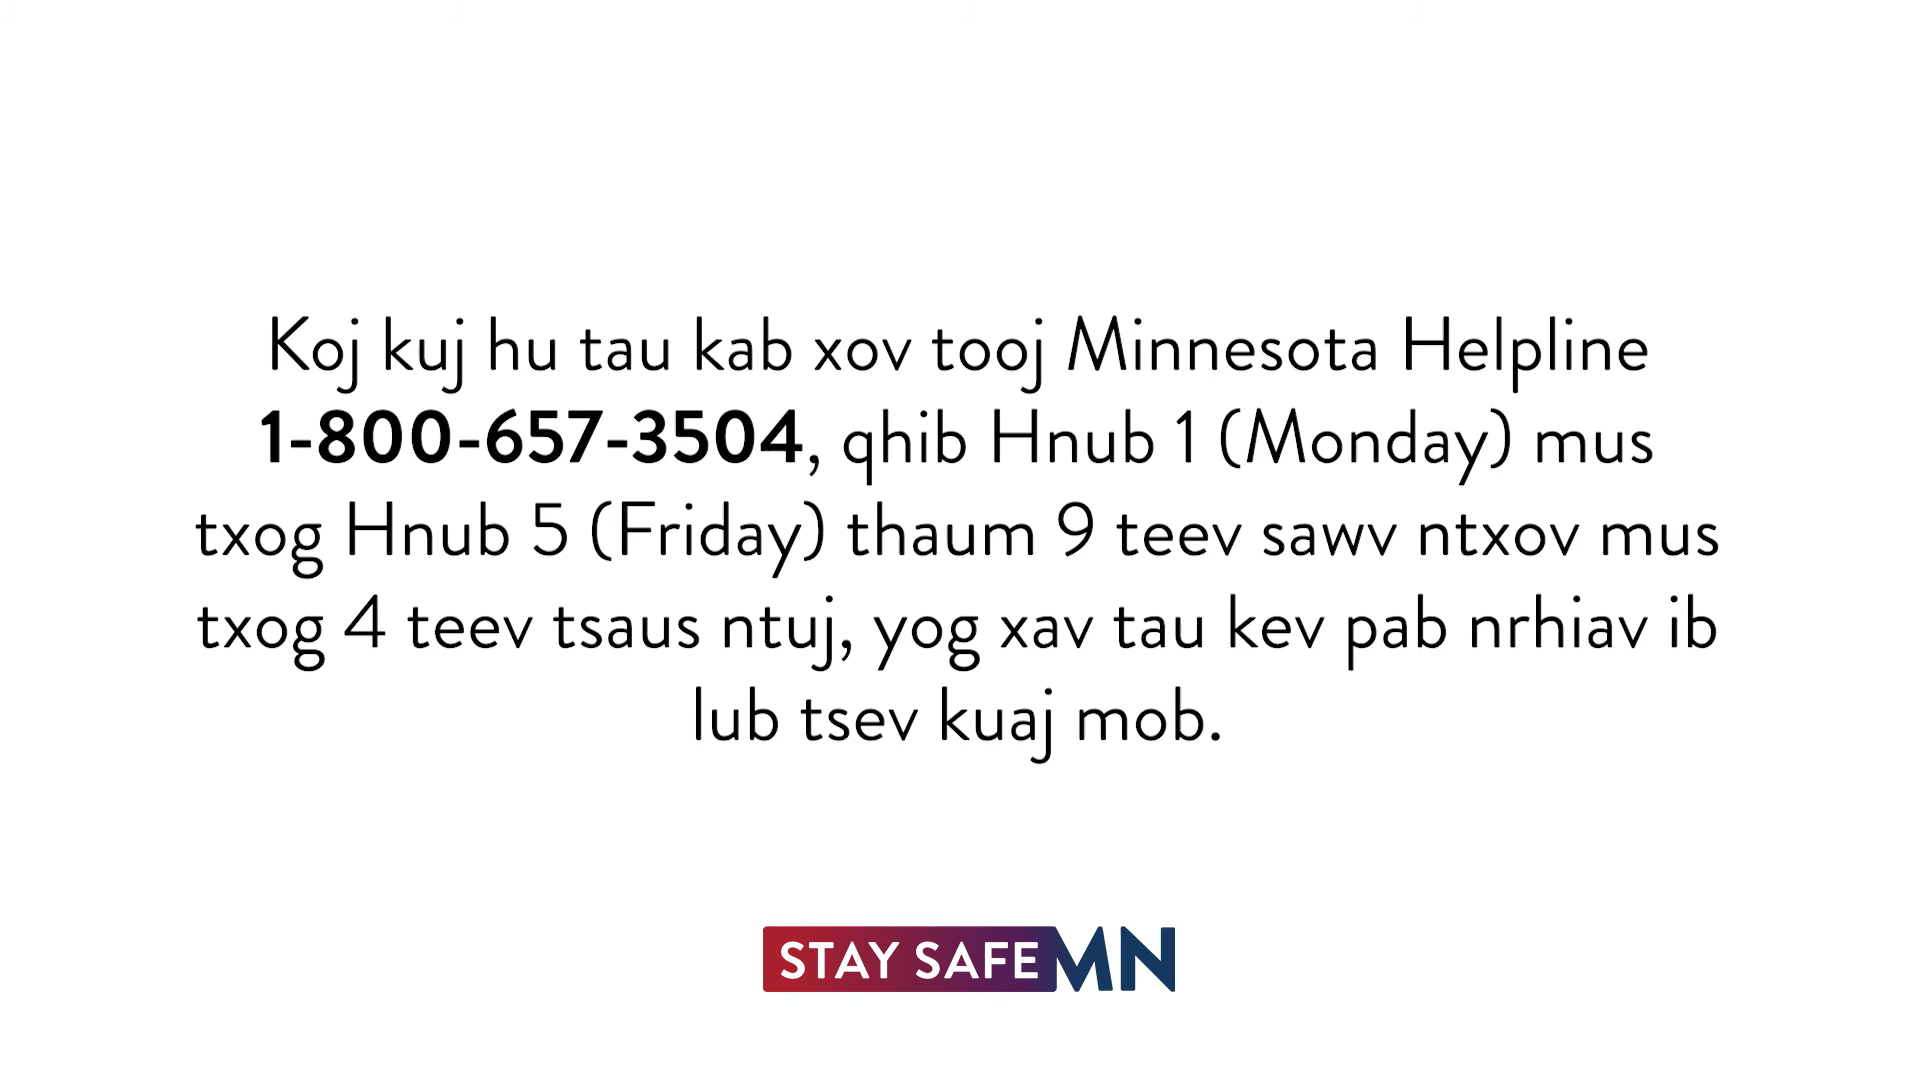 Koj kuj hu tau kab xov tooj Minnesota Helpline
1-800-657-3504, qhib Hnub 1 (Monday) mus
txog Hnub 5 (Friday) thaum 9 teev sawv ntxov mus
txog 4 teev tsaus ntuj, yog xav tau kev pab nrhiav ib
lub tsev kuaj mob.
STAY SAFE MN